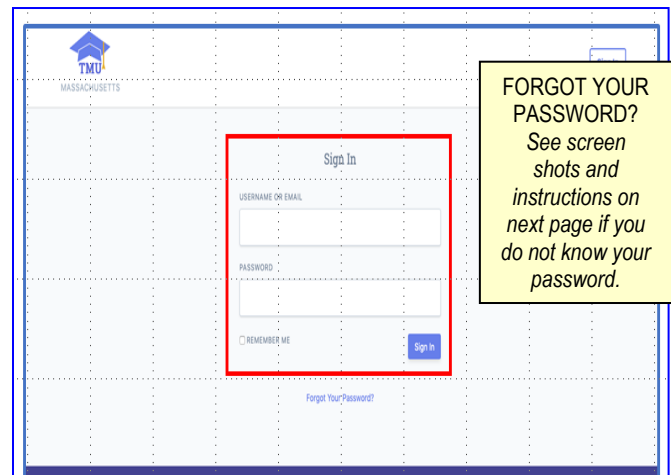 TMU
MASSACHUSETTS
FORGOT YOUR
PASSWORD?
See screen
shots and
instructions on
next page if you
do not know your
password.
Sign In
USERNAME OR EMAIL
PASSWORD
REMEMBER ME
Sign In
Forgot Your Password?